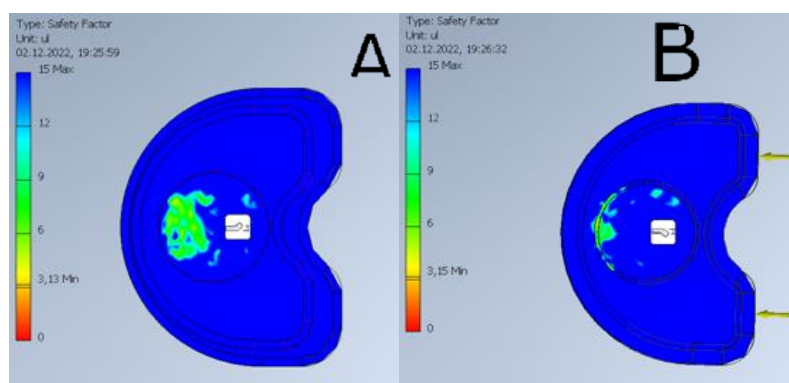 Type: Safety Factor
Unit: ul
02.12.2022, 19:25:59
15 Max
12
9
6
3,13 Min
0
A
Type: Safety Factor
Unit: ul
02.12.2022, 19:26:32
15 Max
12
9
6
3,15 Min
0
B